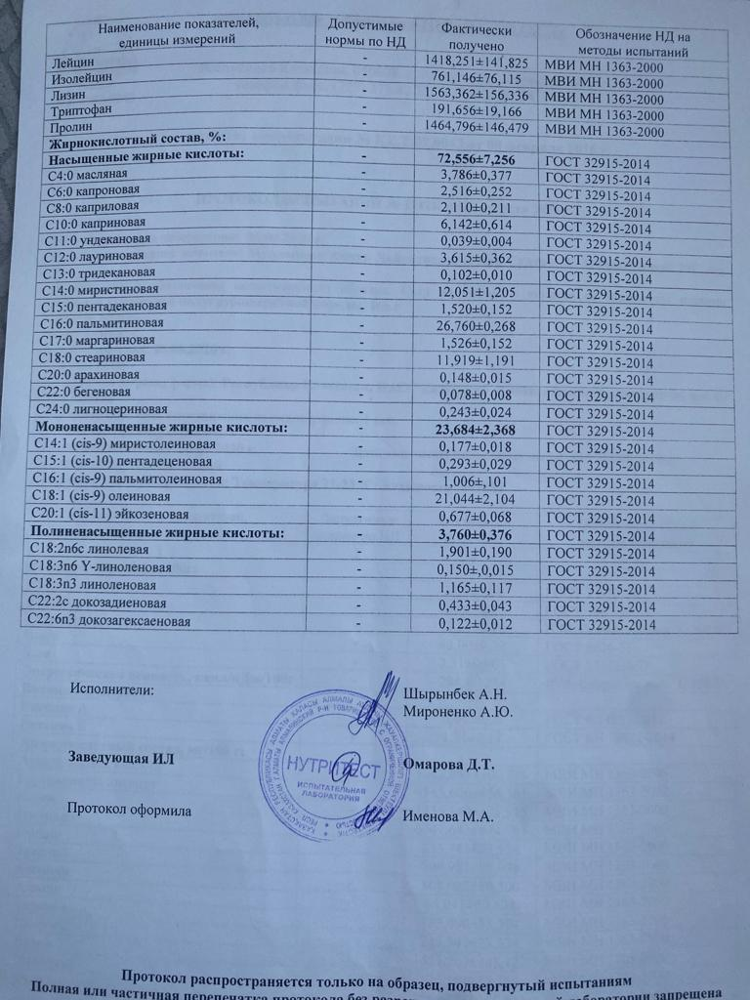 Наименование показателей, единицы измерений | Допустимые нормы по НД | Фактически получено | Обозначение НД на методы испытаний
Лейцин | - | 1418,251±141,825 | МВИ МН 1363-2000
Изолейцин | - | 761,146±76,115 | МВИ МН 1363-2000
Лизин | - | 1563,362±156,336 | МВИ МН 1363-2000
Триптофан | - | 191,656±19,166 | МВИ МН 1363-2000
Пролин | - | 1464,796±146,479 | МВИ МН 1363-2000
Жирнокислотный состав, %:
Насыщенные жирные кислоты: | - | 72,556±7,256 | ГОСТ 32915-2014
С4:0 масляная | - | 3,786±0,377 | ГОСТ 32915-2014
С6:0 капроновая | - | 2,516±0,252 | ГОСТ 32915-2014
С8:0 каприловая | - | 2,110±0,211 | ГОСТ 32915-2014
С10:0 каприновая | - | 6,142±0,614 | ГОСТ 32915-2014
С11:0 ундекановая | - | 0,039±0,004 | ГОСТ 32915-2014
С12:0 лауриновая | - | 3,615±0,362 | ГОСТ 32915-2014
С13:0 тридекановая | - | 0,102±0,010 | ГОСТ 32915-2014
С14:0 миристиновая | - | 12,051±1,205 | ГОСТ 32915-2014
С15:0 пентадекановая | - | 1,520±0,152 | ГОСТ 32915-2014
С16:0 пальмитиновая | - | 26,760±0,268 | ГОСТ 32915-2014
С17:0 маргариновая | - | 1,526±0,152 | ГОСТ 32915-2014
С18:0 стеариновая | - | 11,919±1,191 | ГОСТ 32915-2014
С20:0 арахиновая | - | 0,148±0,015 | ГОСТ 32915-2014
С22:0 бегеновая | - | 0,078±0,008 | ГОСТ 32915-2014
С24:0 лигноцериновая | - | 0,243±0,024 | ГОСТ 32915-2014
Мононенасыщенные жирные кислоты: | - | 23,684±2,368 | ГОСТ 32915-2014
С14:1 (cis-9) миристолеиновая | - | 0,177±0,018 | ГОСТ 32915-2014
С15:1 (cis-10) пентадеценовая | - | 0,293±0,029 | ГОСТ 32915-2014
С16:1 (cis-9) пальмитолеиновая | - | 1,006±,101 | ГОСТ 32915-2014
С18:1 (cis-9) олеиновая | - | 21,044±2,104 | ГОСТ 32915-2014
С20:1 (cis-11) эйкозеновая | - | 0,677±0,068 | ГОСТ 32915-2014
Полиненасыщенные жирные кислоты: | - | 3,760±0,376 | ГОСТ 32915-2014
С18:2n6c линолевая | - | 1,901±0,190 | ГОСТ 32915-2014
С18:3n6 Y-линоленовая | - | 0,150±,0,015 | ГОСТ 32915-2014
С18:3n3 линоленовая | - | 1,165±0,117 | ГОСТ 32915-2014
С22:2с докозадиеновая | - | 0,433±0,043 | ГОСТ 32915-2014
С22:6n3 докозагексаеновая | - | 0,122±0,012 | ГОСТ 32915-2014
Исполнители: Шырынбек А.Н.
Мироненко А.Ю.
Заведующая ИЛ Омарова Д.Т.
НУТРИТЕСТ
ИСПЫТАТЕЛЬНАЯ
ЛАБОРАТОРИЯ
Протокол оформила Именова М.А.
Протокол распространяется только на образец, подвергнутый испытаниям
Полная или частичная перепечатка протокола без лаборатории запрещена